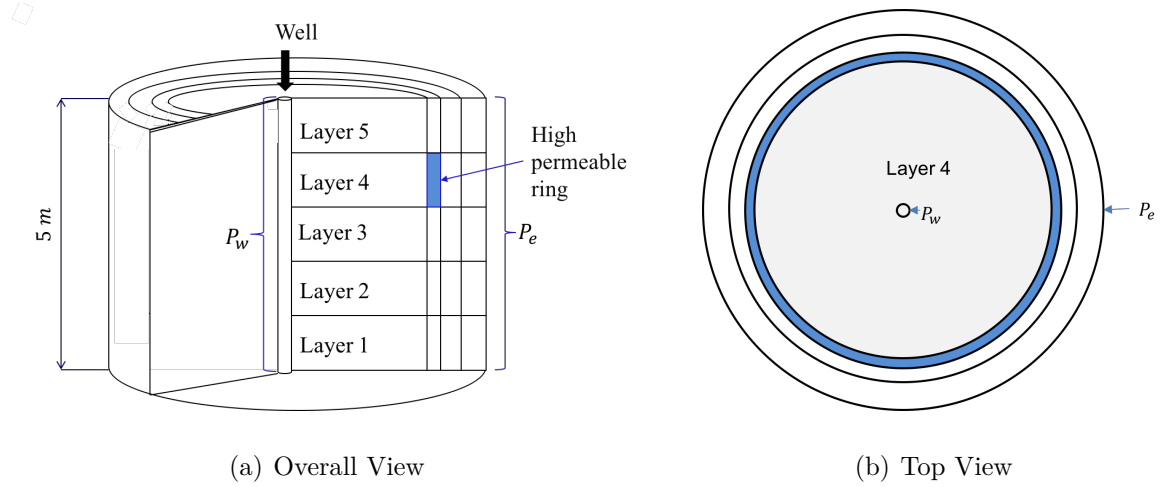 Well
Layer 5
Layer 4
Layer 3
Layer 2
Layer 1
5 m
P_w
P_e
High
permeable
ring
(a) Overall View
Layer 4
P_w
P_e
(b) Top View